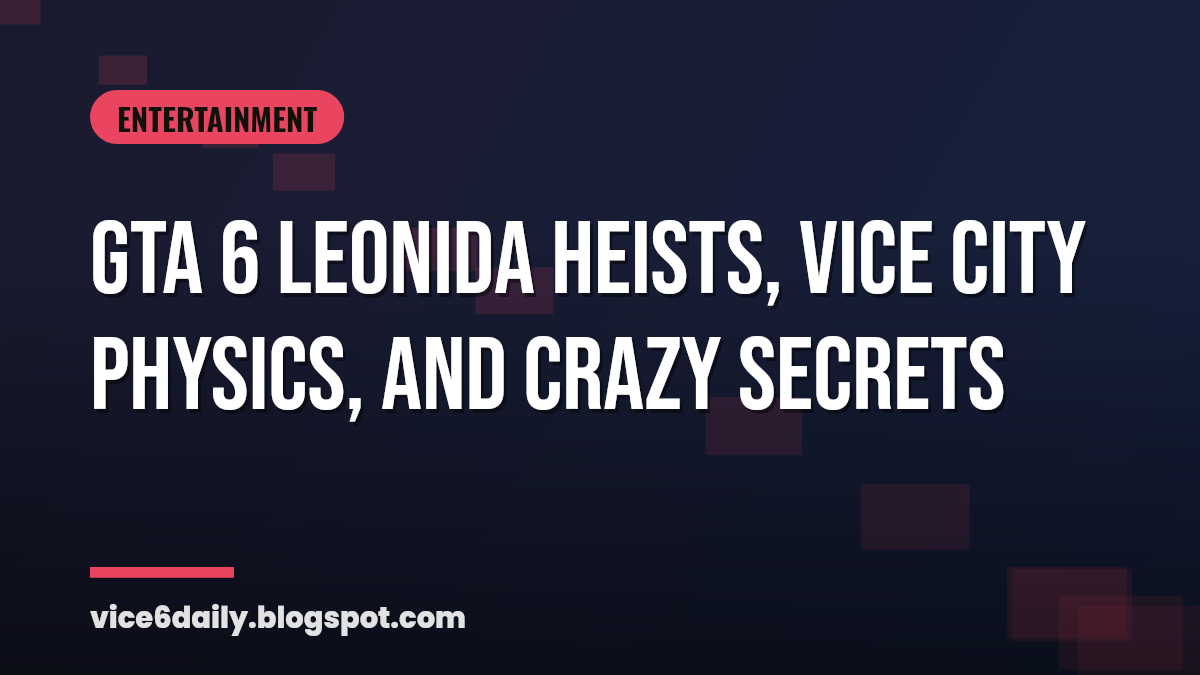 ENTERTAINMENT
GTA 6 LEONIDA HEISTS, VICE CITY
PHYSICS, AND CRAZY SECRETS
vice6daily.blogspot.com